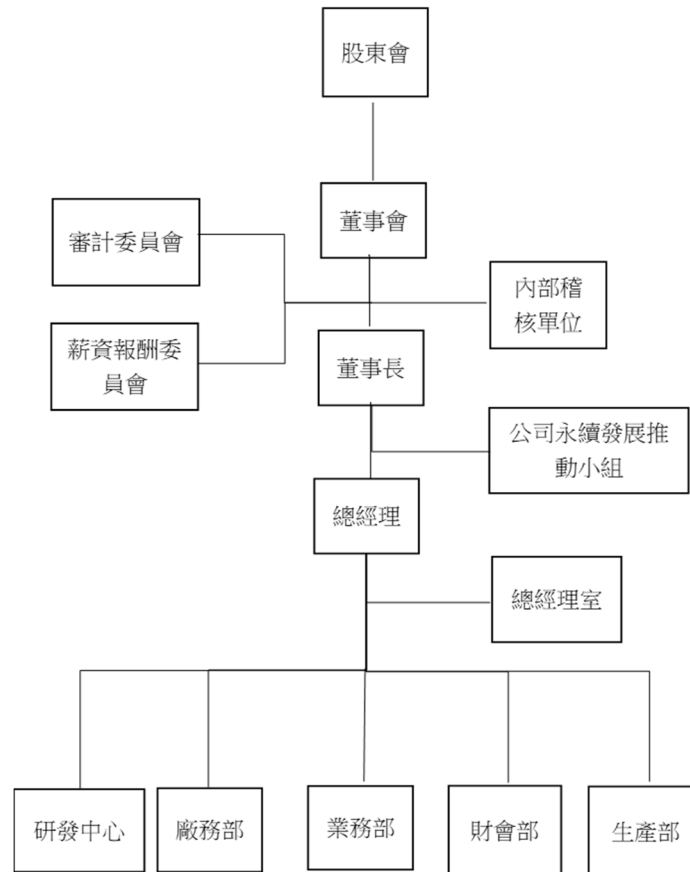 股東會
董事會
審計委員會
內部稽
核單位
薪資報酬委
員會
董事長
公司永續發展推
動小組
總經理
總經理室
研發中心
廠務部
業務部
財會部
生產部